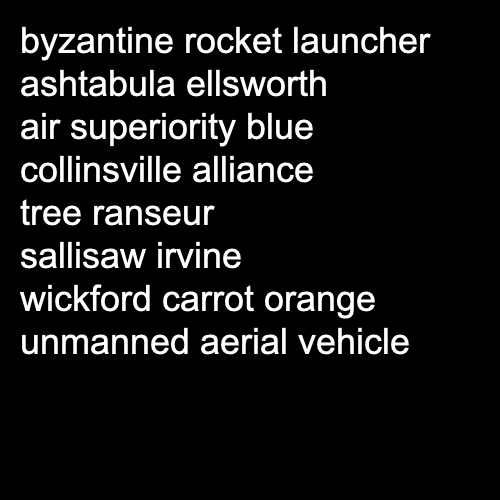 byzantine rocket launcher
ashtabula ellsworth
air superiority blue
collinsville alliance
tree ranseur
sallisaw irvine
wickford carrot orange
unmanned aerial vehicle